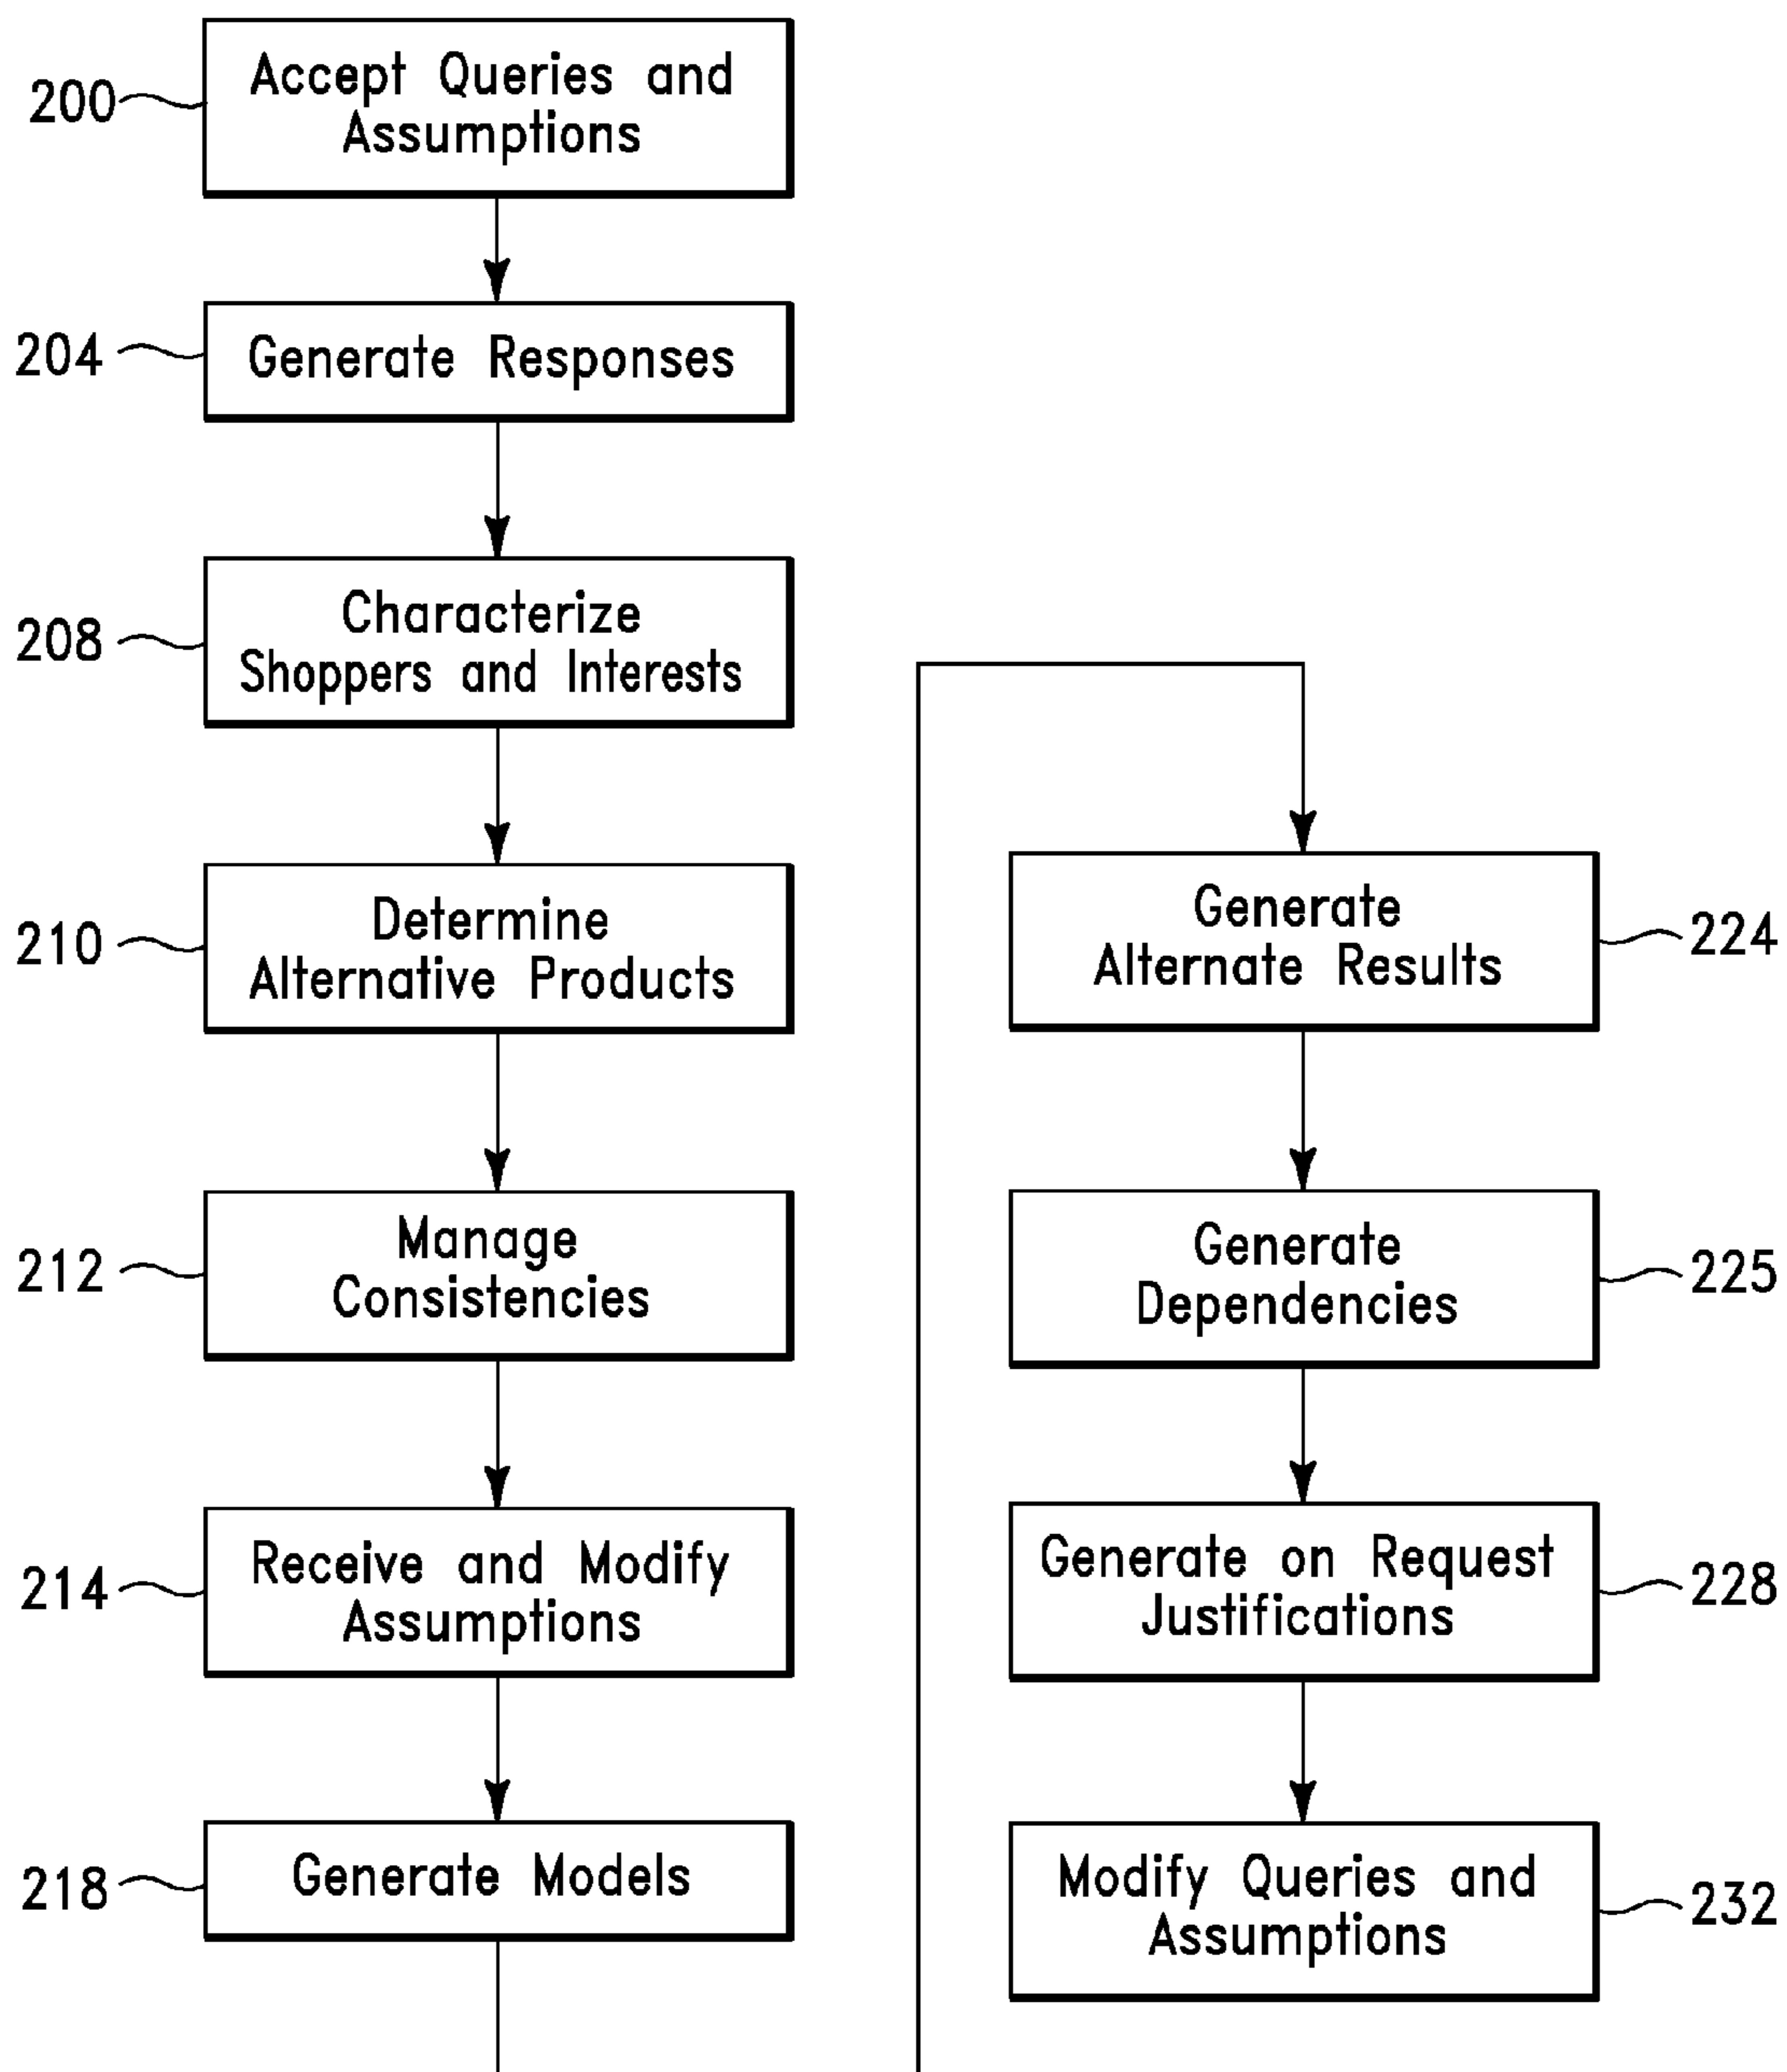 200
Accept Queries and
Assumptions
204
Generate Responses
208
Characterize
Shoppers and Interests
210
Determine
Alternative Products
212
Manage
Consistencies
214
Receive and Modify
Assumptions
218
Generate Models
Generate
Alternate Results
224
Generate
Dependencies
225
Generate on Request
Justifications
228
Modify Queries and
Assumptions
232